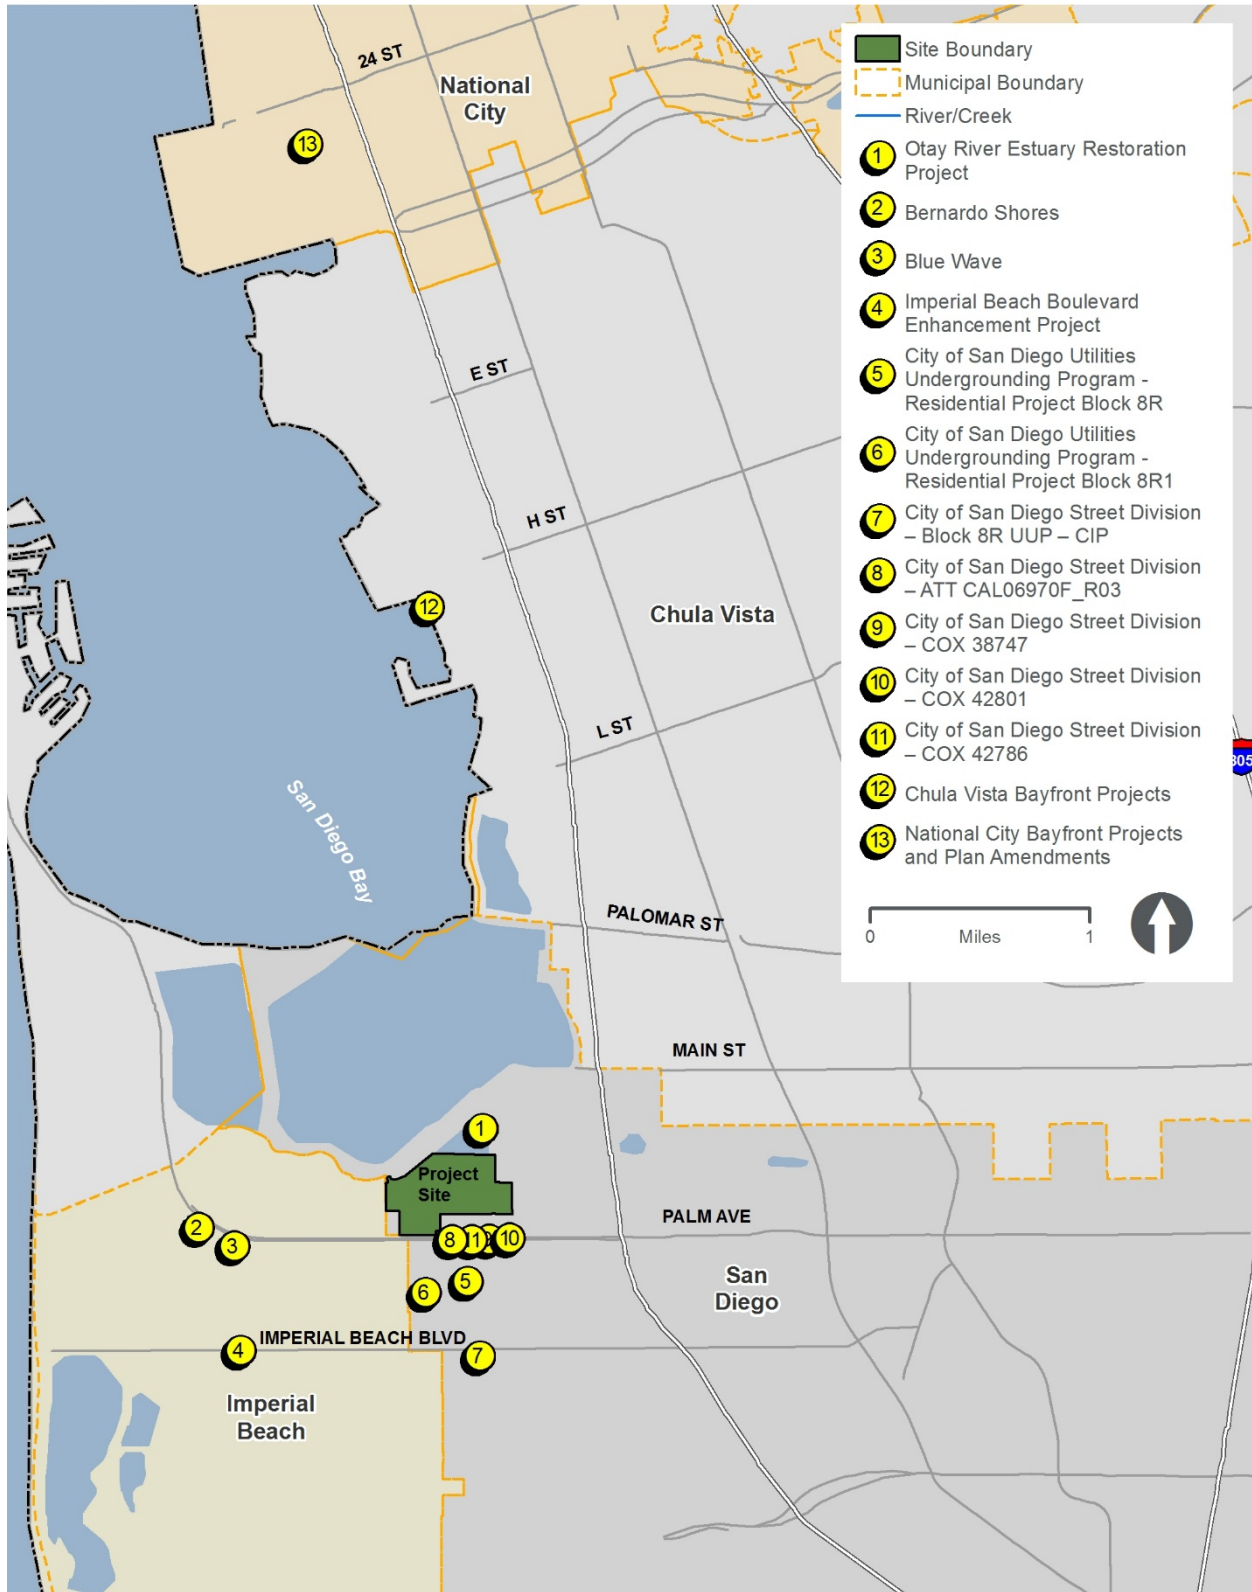 24 ST
National
City
13
E ST
H ST
12
Chula Vista
L ST
San Diego Bay
PALOMAR ST
MAIN ST
1
Project
Site
PALM AVE
2
3
8
11
10
San
Diego
5
6
IMPERIAL BEACH BLVD
4
7
Imperial
Beach
Site Boundary
Municipal Boundary
River/Creek
1 Otay River Estuary Restoration
Project
2 Bernardo Shores
3 Blue Wave
4 Imperial Beach Boulevard
Enhancement Project
5 City of San Diego Utilities
Undergrounding Program -
Residential Project Block 8R
6 City of San Diego Utilities
Undergrounding Program -
Residential Project Block 8R1
7 City of San Diego Street Division
– Block 8R UUP – CIP
8 City of San Diego Street Division
– ATT CAL06970F_R03
9 City of San Diego Street Division
– COX 38747
10 City of San Diego Street Division
– COX 42801
11 City of San Diego Street Division
– COX 42786
12 Chula Vista Bayfront Projects
13 National City Bayfront Projects
and Plan Amendments
0 Miles 1
305